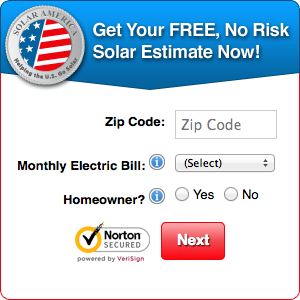 SOLAR AMERICA
Helping the U.S. Go Solar
Get Your FREE, No Risk
Solar Estimate Now!
Zip Code: Zip Code
Monthly Electric Bill: i (Select)
Homeowner? i Yes No
Norton
SECURED
powered by VeriSign
Next